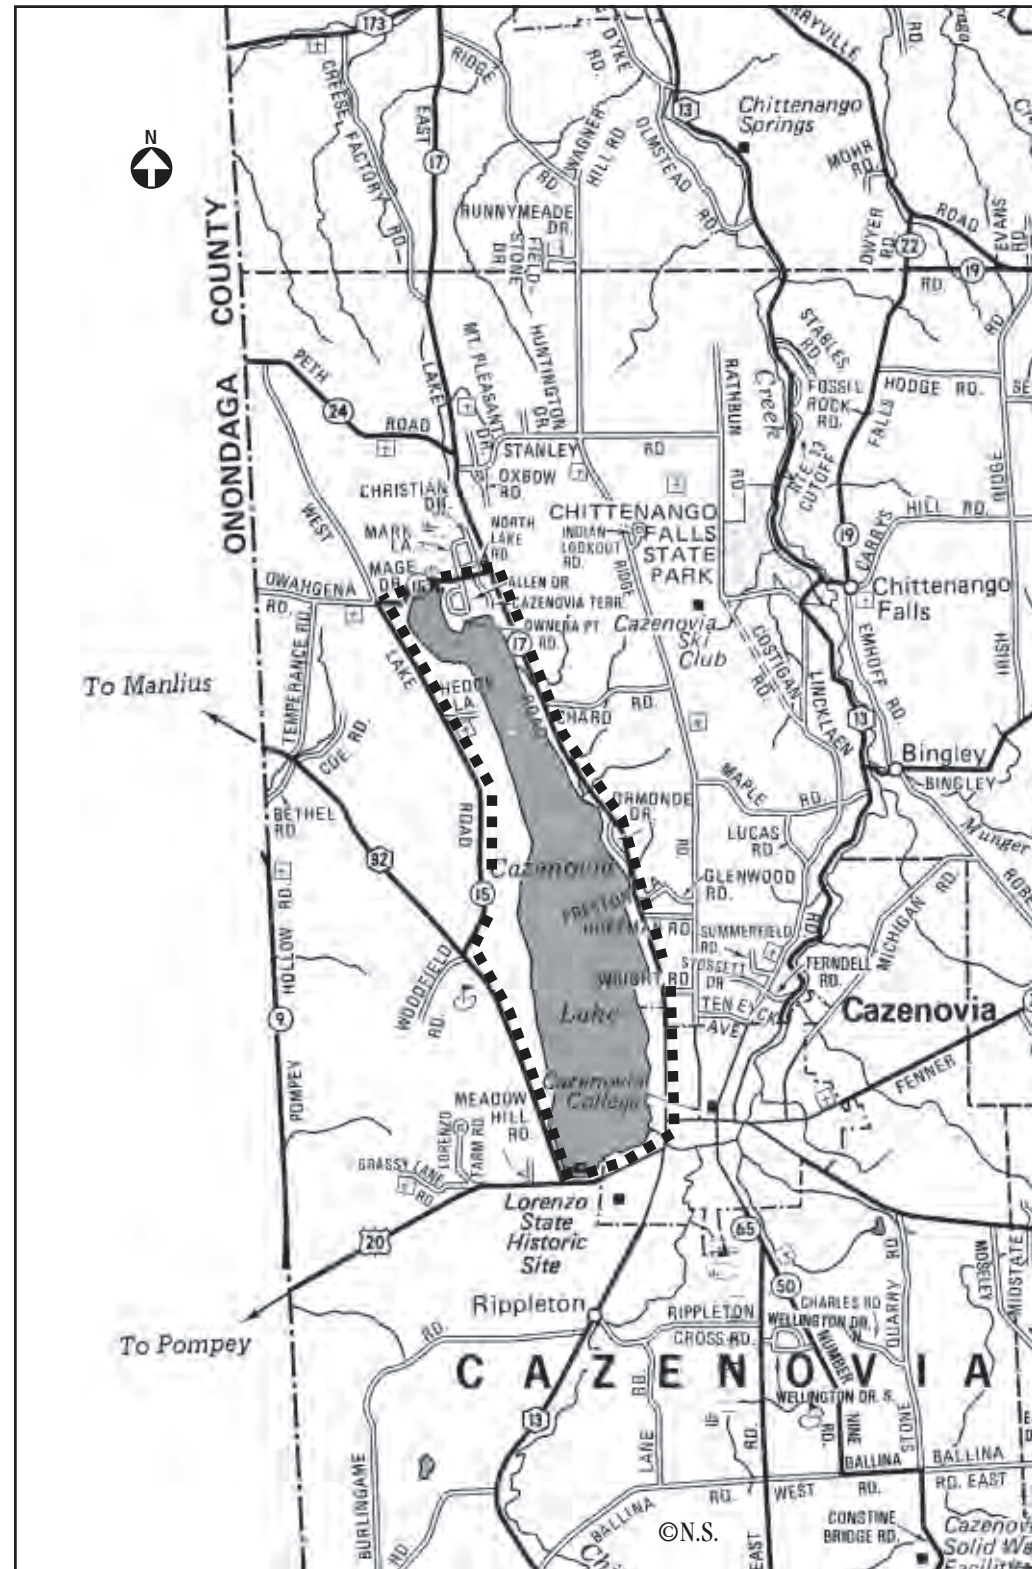 173
RIDGE
DYKE
RD.
CHEESE FACTORY RD.
EAST
17
WAGNER
HILL RD
RD.
OLMSTEAD
RD.
13
Chittenango
Springs
MOHR
RD.
ROAD
EVANS
RD.
DWYER
RD.
22
19
RD.
RD
N
RUNNYMEADE
DR.
FIELD-
STONE
DR.
ONONDAGA COUNTY
PETH
24
ROAD
LAKE
MT. PLEASANT
DR.
HUNTINGTON
DR.
STANLEY
RD
OXBOW
RD
RATHBUN
RD.
Creek
STABLES
RD.
FOSSIL
ROCK
RD.
HODGE RD.
FALLS
RTE 13
CUTOFF
HILL RD.
RIDGE
CHRISTIAN
DR.
MARK
LA.
MAGE
DR.
NORTH
LAKE
RD.
CHITTENANGO
FALLS
STATE
PARK
INDIAN
LOOKOUT
RD.
RIDGE
19
Chittenango
Falls
WEST
OWAHGENA
RD.
ALLEN DR.
CAZENOVIA TERR.
RD.
17
Cazenovia
Ski
Club
COSTIGAN
RD.
LINCKLAEN
EMHOFF RD.
IRISH
To Manlius
TEMPERANCE RD.
COE RD.
LAKE
LA.
ROAD
RD.
13
Bingley
BINGLEY
Munger
BETHEL
RD.
92
ROAD
15
ORMONDE
DR.
MAPLE
RD.
LUCAS
RD.
RD.
GLENWOOD
RD.
Cazenovia
PRESTON
HOFFMAN RD
SUMMERFIELD
RD.
RD
MICHIGAN
RD.
FERNDELL
RD.
HOLLOW RD.
9
POMPEY
WOODFIELD
RD.
WRIGHT RD
DR
TEN EYCK
AVE
Lake
Cazenovia
Cazenovia
College
FENNER
MEADOW
HILL
RD.
LORENZO
FARM RD.
GRASSY LANE
RD
20
Lorenzo
State
Historic
Site
65
50
QUARRY RD
MOSELEY
MIDSTATE
To Pompey
Rippleton
RIPPLETON
CROSS RD.
CHARLES RD
WELLINGTON DR.
N
RD.
CAZENOVIA
NUMBER
NINE
RD.
WELLINGTON DR. S.
STONE
13
RD.
LANE
RD.
BURLINGAME
BALLINA
RD.
WEST
RD.
BALLINA
BALLINA
RD. EAST
EAST
©N.S.
CONSTINE
BRIDGE RD.